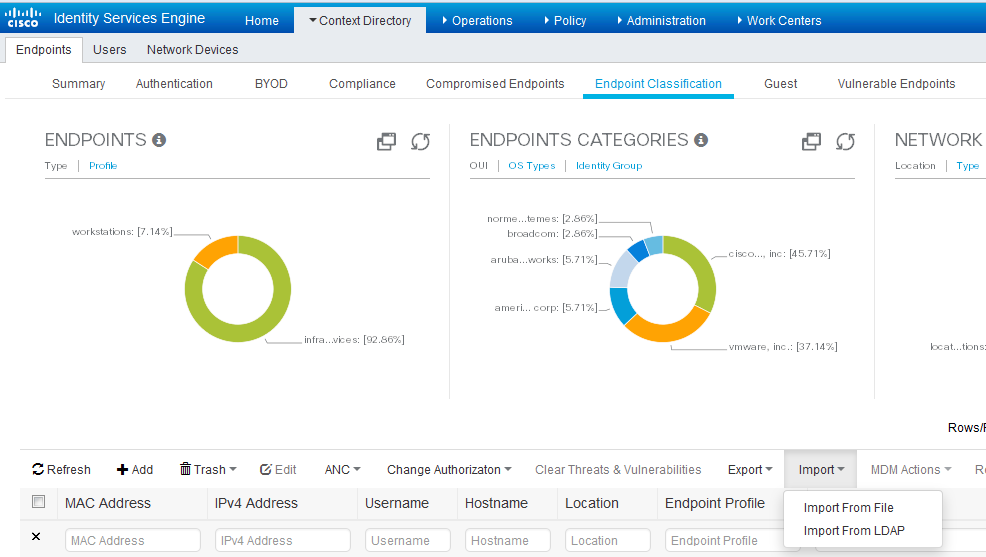 CISCO Identity Services Engine Home Context Directory Operations Policy Administration Work Centers
Endpoints Users Network Devices
Summary Authentication BYOD Compliance Compromised Endpoints Endpoint Classification Guest Vulnerable Endpoints
ENDPOINTS
Type Profile
workstations: [7.14%]
infra...vices: [92.86%]
ENDPOINTS CATEGORIES
OUI OS Types Identity Group
norme...temes: [2.86%]
broadcom: [2.86%]
aruba...works: [5.71%]
ameri... corp: [5.71%]
cisco..., inc: [45.71%]
vmware, inc.: [37.14%]
NETWORK
Location Type
locat...tions:
Rows/
Refresh Add Trash Edit ANC Change Authorizaton Clear Threats & Vulnerabilities Export Import MDM Actions
MAC Address IPv4 Address Username Hostname Location Endpoint Profile
Import From File
Import From LDAP
MAC Address IPv4 Address Username Hostname Location Endpoint Profile